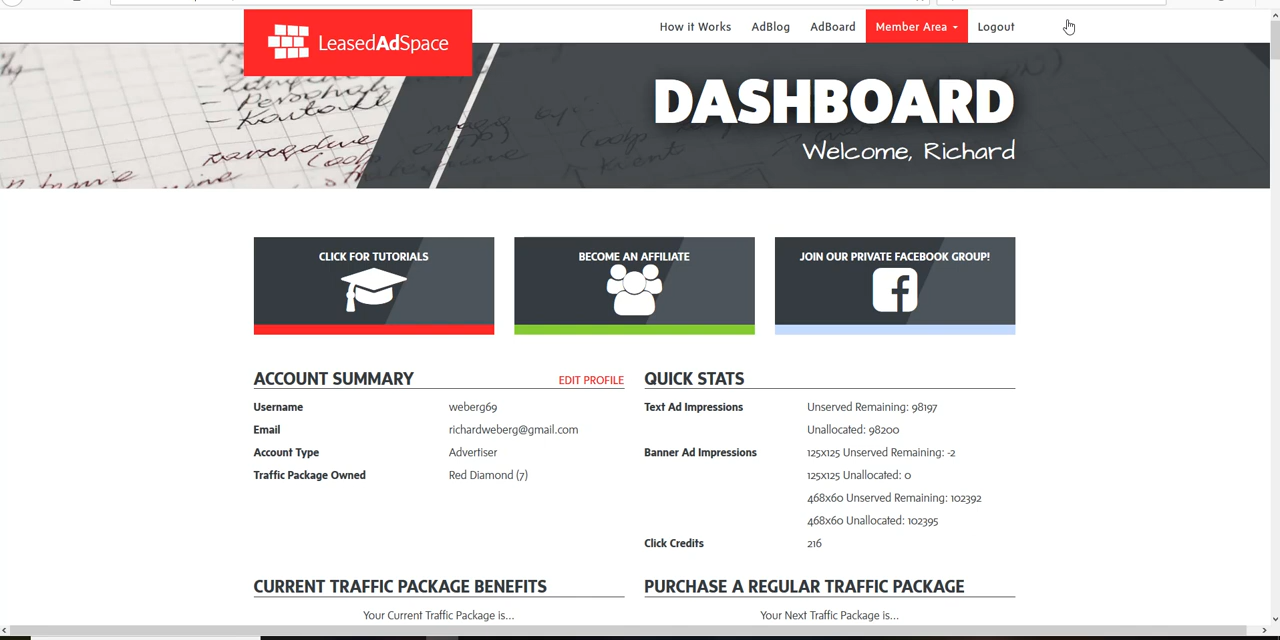 LeasedAdSpace
How it Works
AdBlog
AdBoard
Member Area
Logout
DASHBOARD
Welcome, Richard
CLICK FOR TUTORIALS
BECOME AN AFFILIATE
JOIN OUR PRIVATE FACEBOOK GROUP!
ACCOUNT SUMMARY EDIT PROFILE
Username weberg69
Email richardweberg@gmail.com
Account Type Advertiser
Traffic Package Owned Red Diamond (7)
QUICK STATS
Text Ad Impressions Unserved Remaining: 98197
Unallocated: 98200
Banner Ad Impressions 125x125 Unserved Remaining: -2
125x125 Unallocated: 0
468x60 Unserved Remaining: 102392
468x60 Unallocated: 102395
Click Credits 216
CURRENT TRAFFIC PACKAGE BENEFITS
Your Current Traffic Package is...
PURCHASE A REGULAR TRAFFIC PACKAGE
Your Next Traffic Package is...